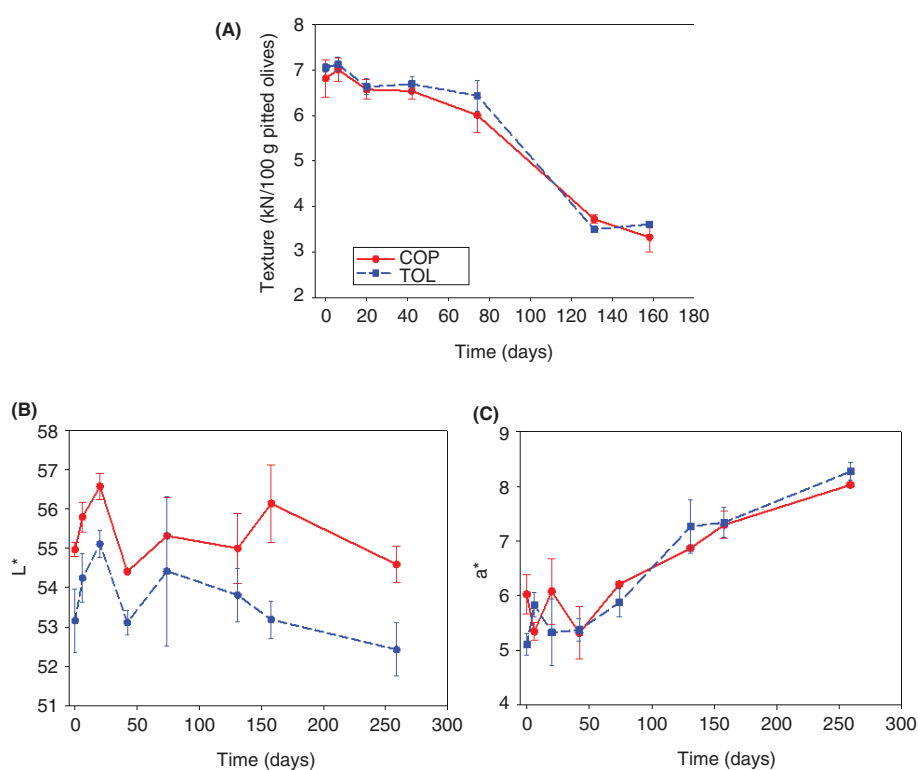 (A)
8
7
6
5
4
3
2
Texture (kN/100 g pitted olives)
COP
TOL
0 20 40 60 80 100 120 140 160 180
Time (days)
(B)
58
57
56
55
54
53
52
51
L*
0 50 100 150 200 250 300
Time (days)
(C)
9
8
7
6
5
4
a*
0 50 100 150 200 250 300
Time (days)